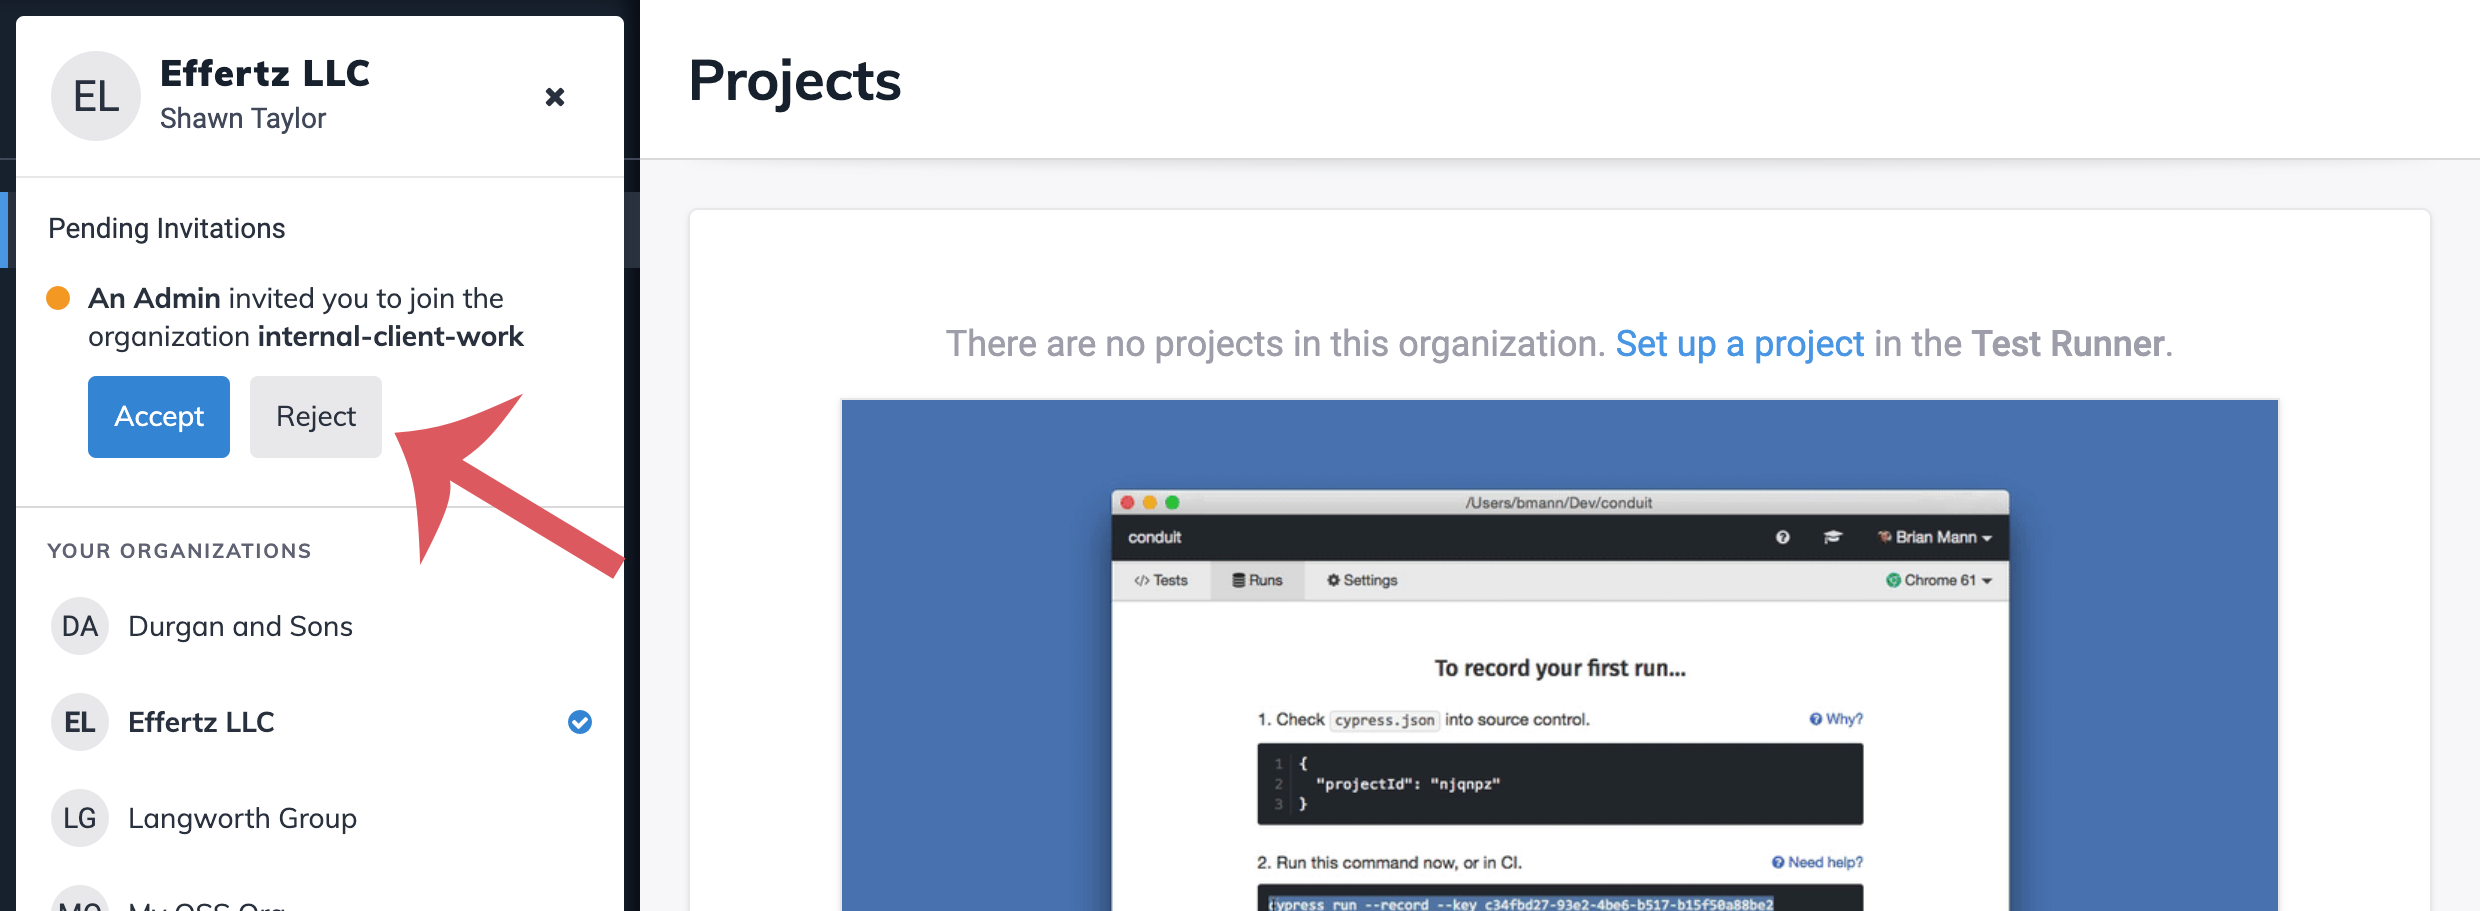 EL
Effertz LLC
Shawn Taylor
Pending Invitations
An Admin invited you to join the
organization internal-client-work
Accept
Reject
YOUR ORGANIZATIONS
DA
Durgan and Sons
EL
Effertz LLC
LG
Langworth Group
MO
My OSS Org
Projects
There are no projects in this organization. Set up a project in the Test Runner.
/Users/bmann/Dev/conduit
conduit
Brian Mann
</> Tests
Runs
Settings
Chrome 61
To record your first run...
1. Check cypress.json into source control.
Why?
1 {
2 "projectId": "njqnpz"
3 }
2. Run this command now, or in CI.
Need help?
cypress run --record --key c34fbd27-93e2-4be6-b517-b15f50a88be2